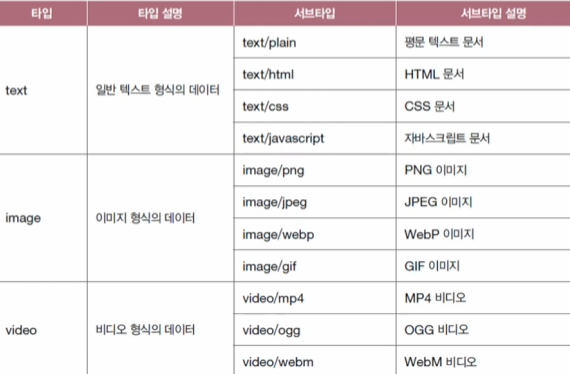 타입 타입 설명 서브타입 서브타입 설명
text 일반 텍스트 형식의 데이터 text/plain 평문 텍스트 문서
text/html HTML 문서
text/css CSS 문서
text/javascript 자바스크립트 문서
image 이미지 형식의 데이터 image/png PNG 이미지
image/jpeg JPEG 이미지
image/webp WebP 이미지
image/gif GIF 이미지
video 비디오 형식의 데이터 video/mp4 MP4 비디오
video/ogg OGG 비디오
video/webm WebM 비디오